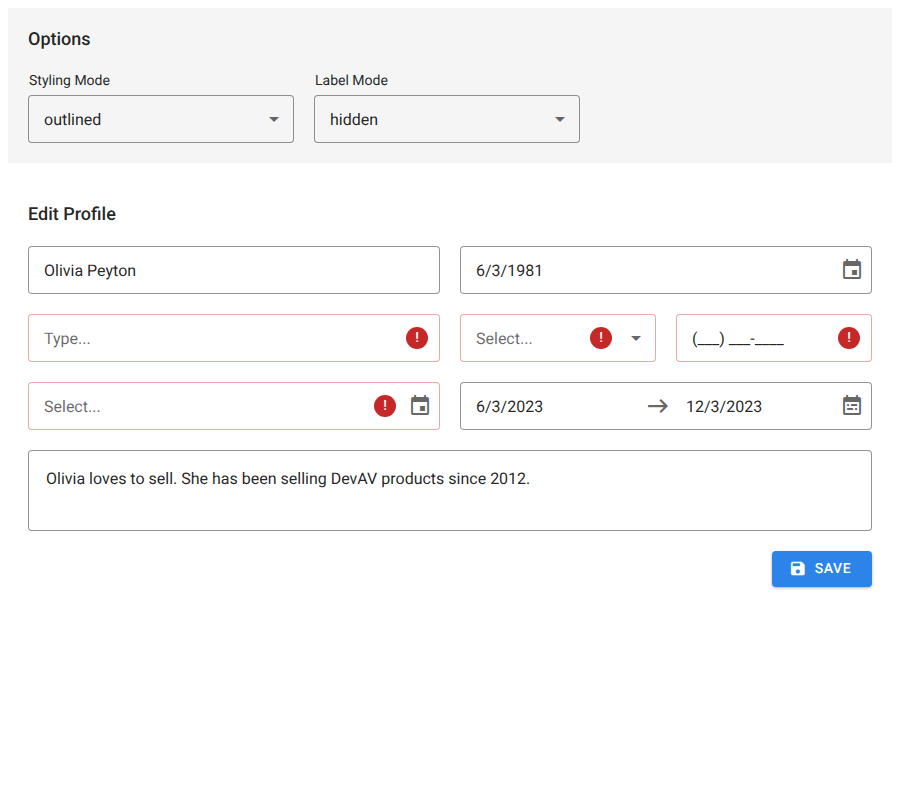 Options
Styling Mode Label Mode
outlined hidden
Edit Profile
Olivia Peyton 6/3/1981
Type... ! Select... ! (___) ___-____ !
Select... ! 6/3/2023 → 12/3/2023
Olivia loves to sell. She has been selling DevAV products since 2012.
SAVE